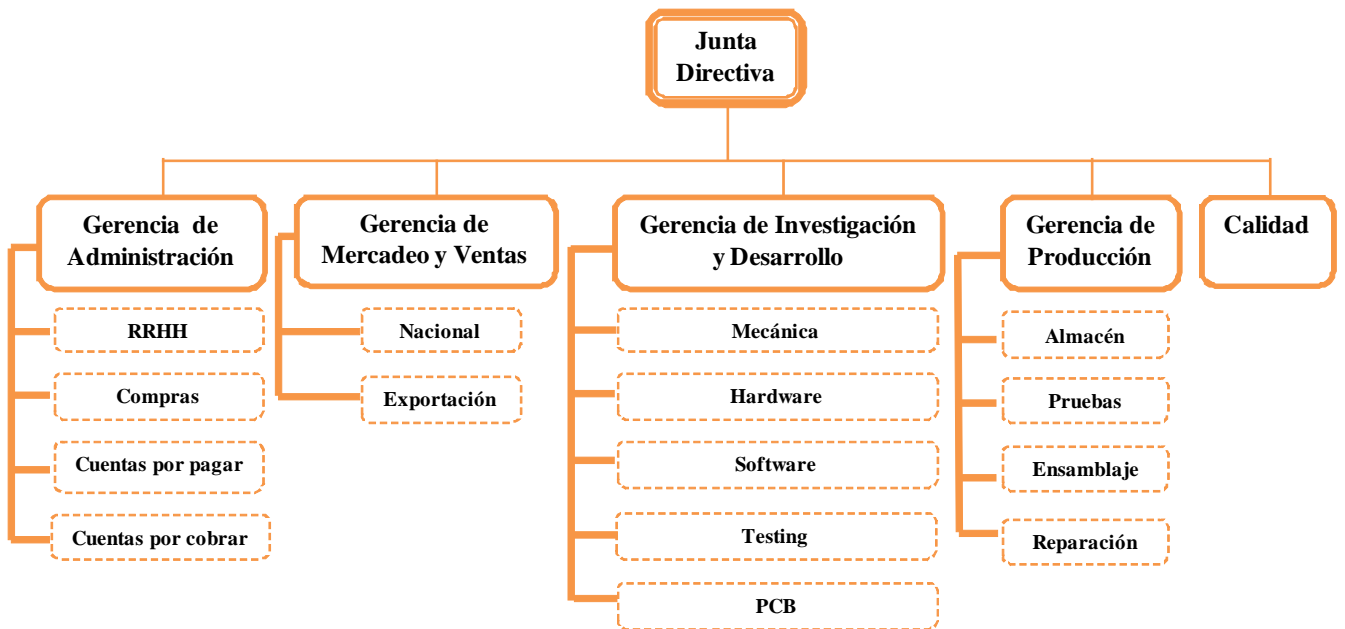 Junta
Directiva
Gerencia de
Administración
RRHH
Compras
Cuentas por pagar
Cuentas por cobrar
Gerencia de
Mercadeo y Ventas
Nacional
Exportación
Gerencia de Investigación
y Desarrollo
Mecánica
Hardware
Software
Testing
PCB
Gerencia de
Producción
Almacén
Pruebas
Ensamblaje
Reparación
Calidad